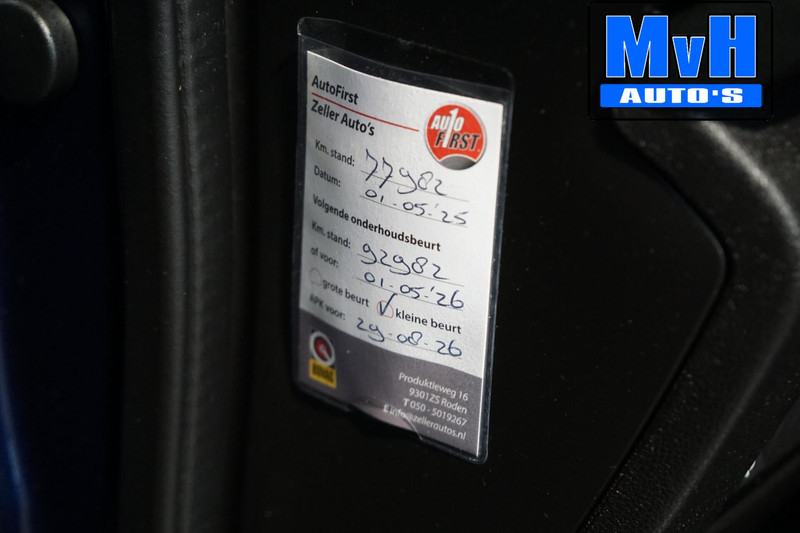 MvH
AUTO'S
AutoFirst
Zeller Auto's
AUTO 1
FIRST
Km. stand: 77982
Datum: 01-05-'25
Volgende onderhoudsbeurt
Km. stand: 92982
of voor: 01-05-'26
grote beurt kleine beurt
APK voor: 29-08-26
BOVAG
Produktieweg 16
9301ZS Roden
T 050 - 5019267
E info@zellerautos.nl